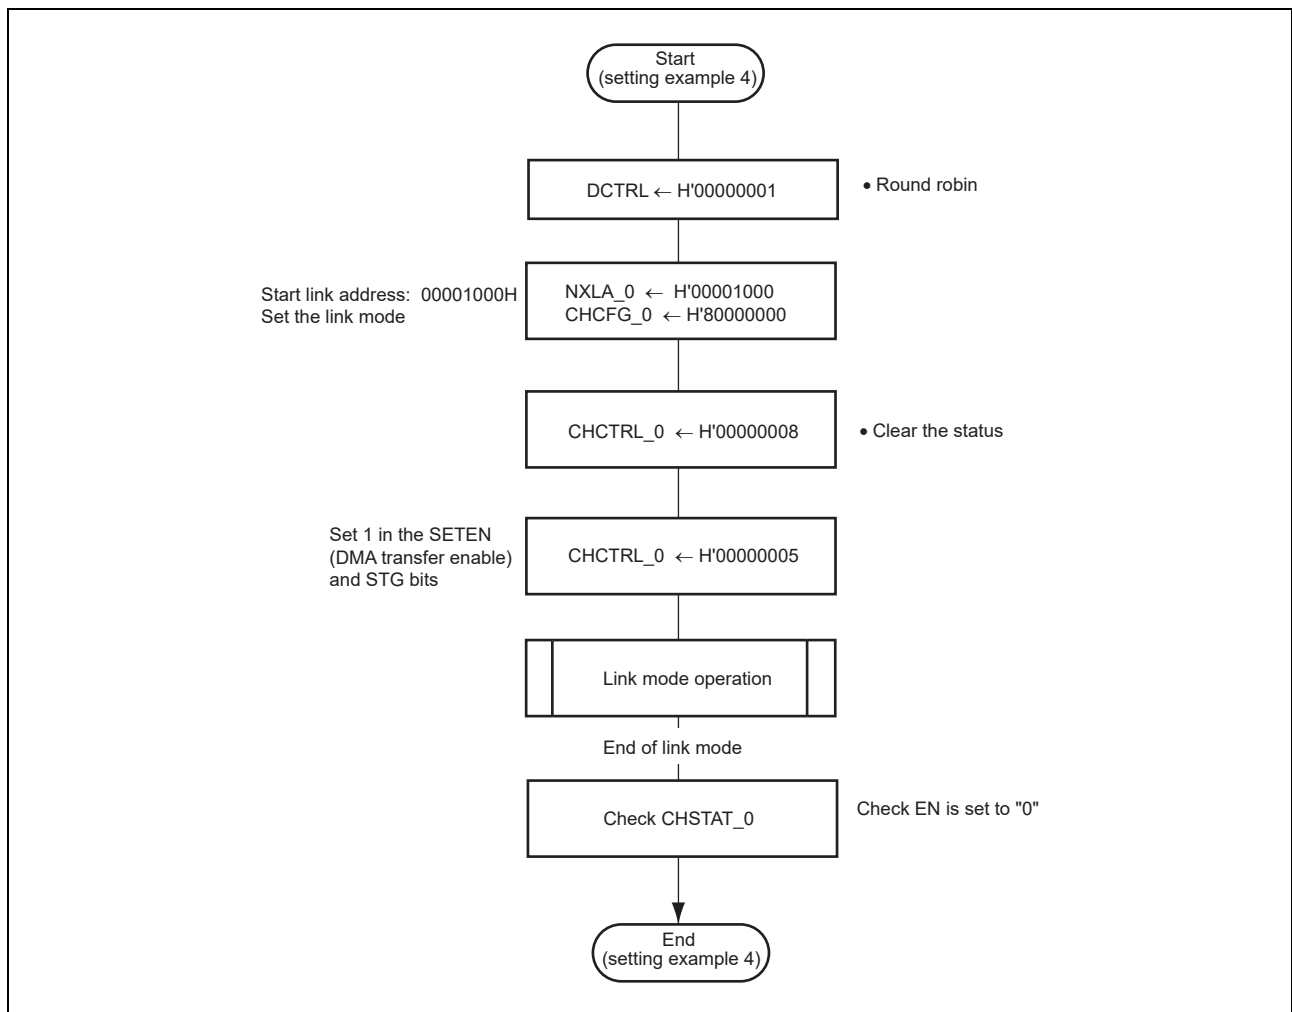 Start
(setting example 4)
DCTRL ← H'00000001
• Round robin
Start link address: 00001000H
Set the link mode
NXLA_0 ← H'00001000
CHCFG_0 ← H'80000000
CHCTRL_0 ← H'00000008
• Clear the status
Set 1 in the SETEN
(DMA transfer enable)
and STG bits
CHCTRL_0 ← H'00000005
Link mode operation
End of link mode
Check CHSTAT_0
Check EN is set to "0"
End
(setting example 4)